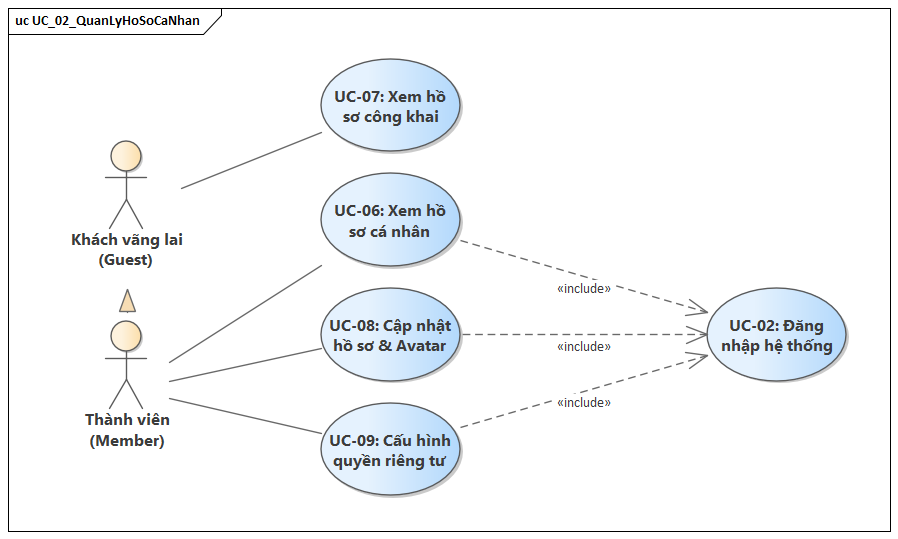 uc UC_02_QuanLyHoSoCaNhan
UC-07: Xem hồ
sơ công khai
Khách vãng lai
(Guest)
UC-06: Xem hồ
sơ cá nhân
«include»
UC-08: Cập nhật
hồ sơ & Avatar
«include»
UC-02: Đăng
nhập hệ thống
Thành viên
(Member)
«include»
UC-09: Cấu hình
quyền riêng tư